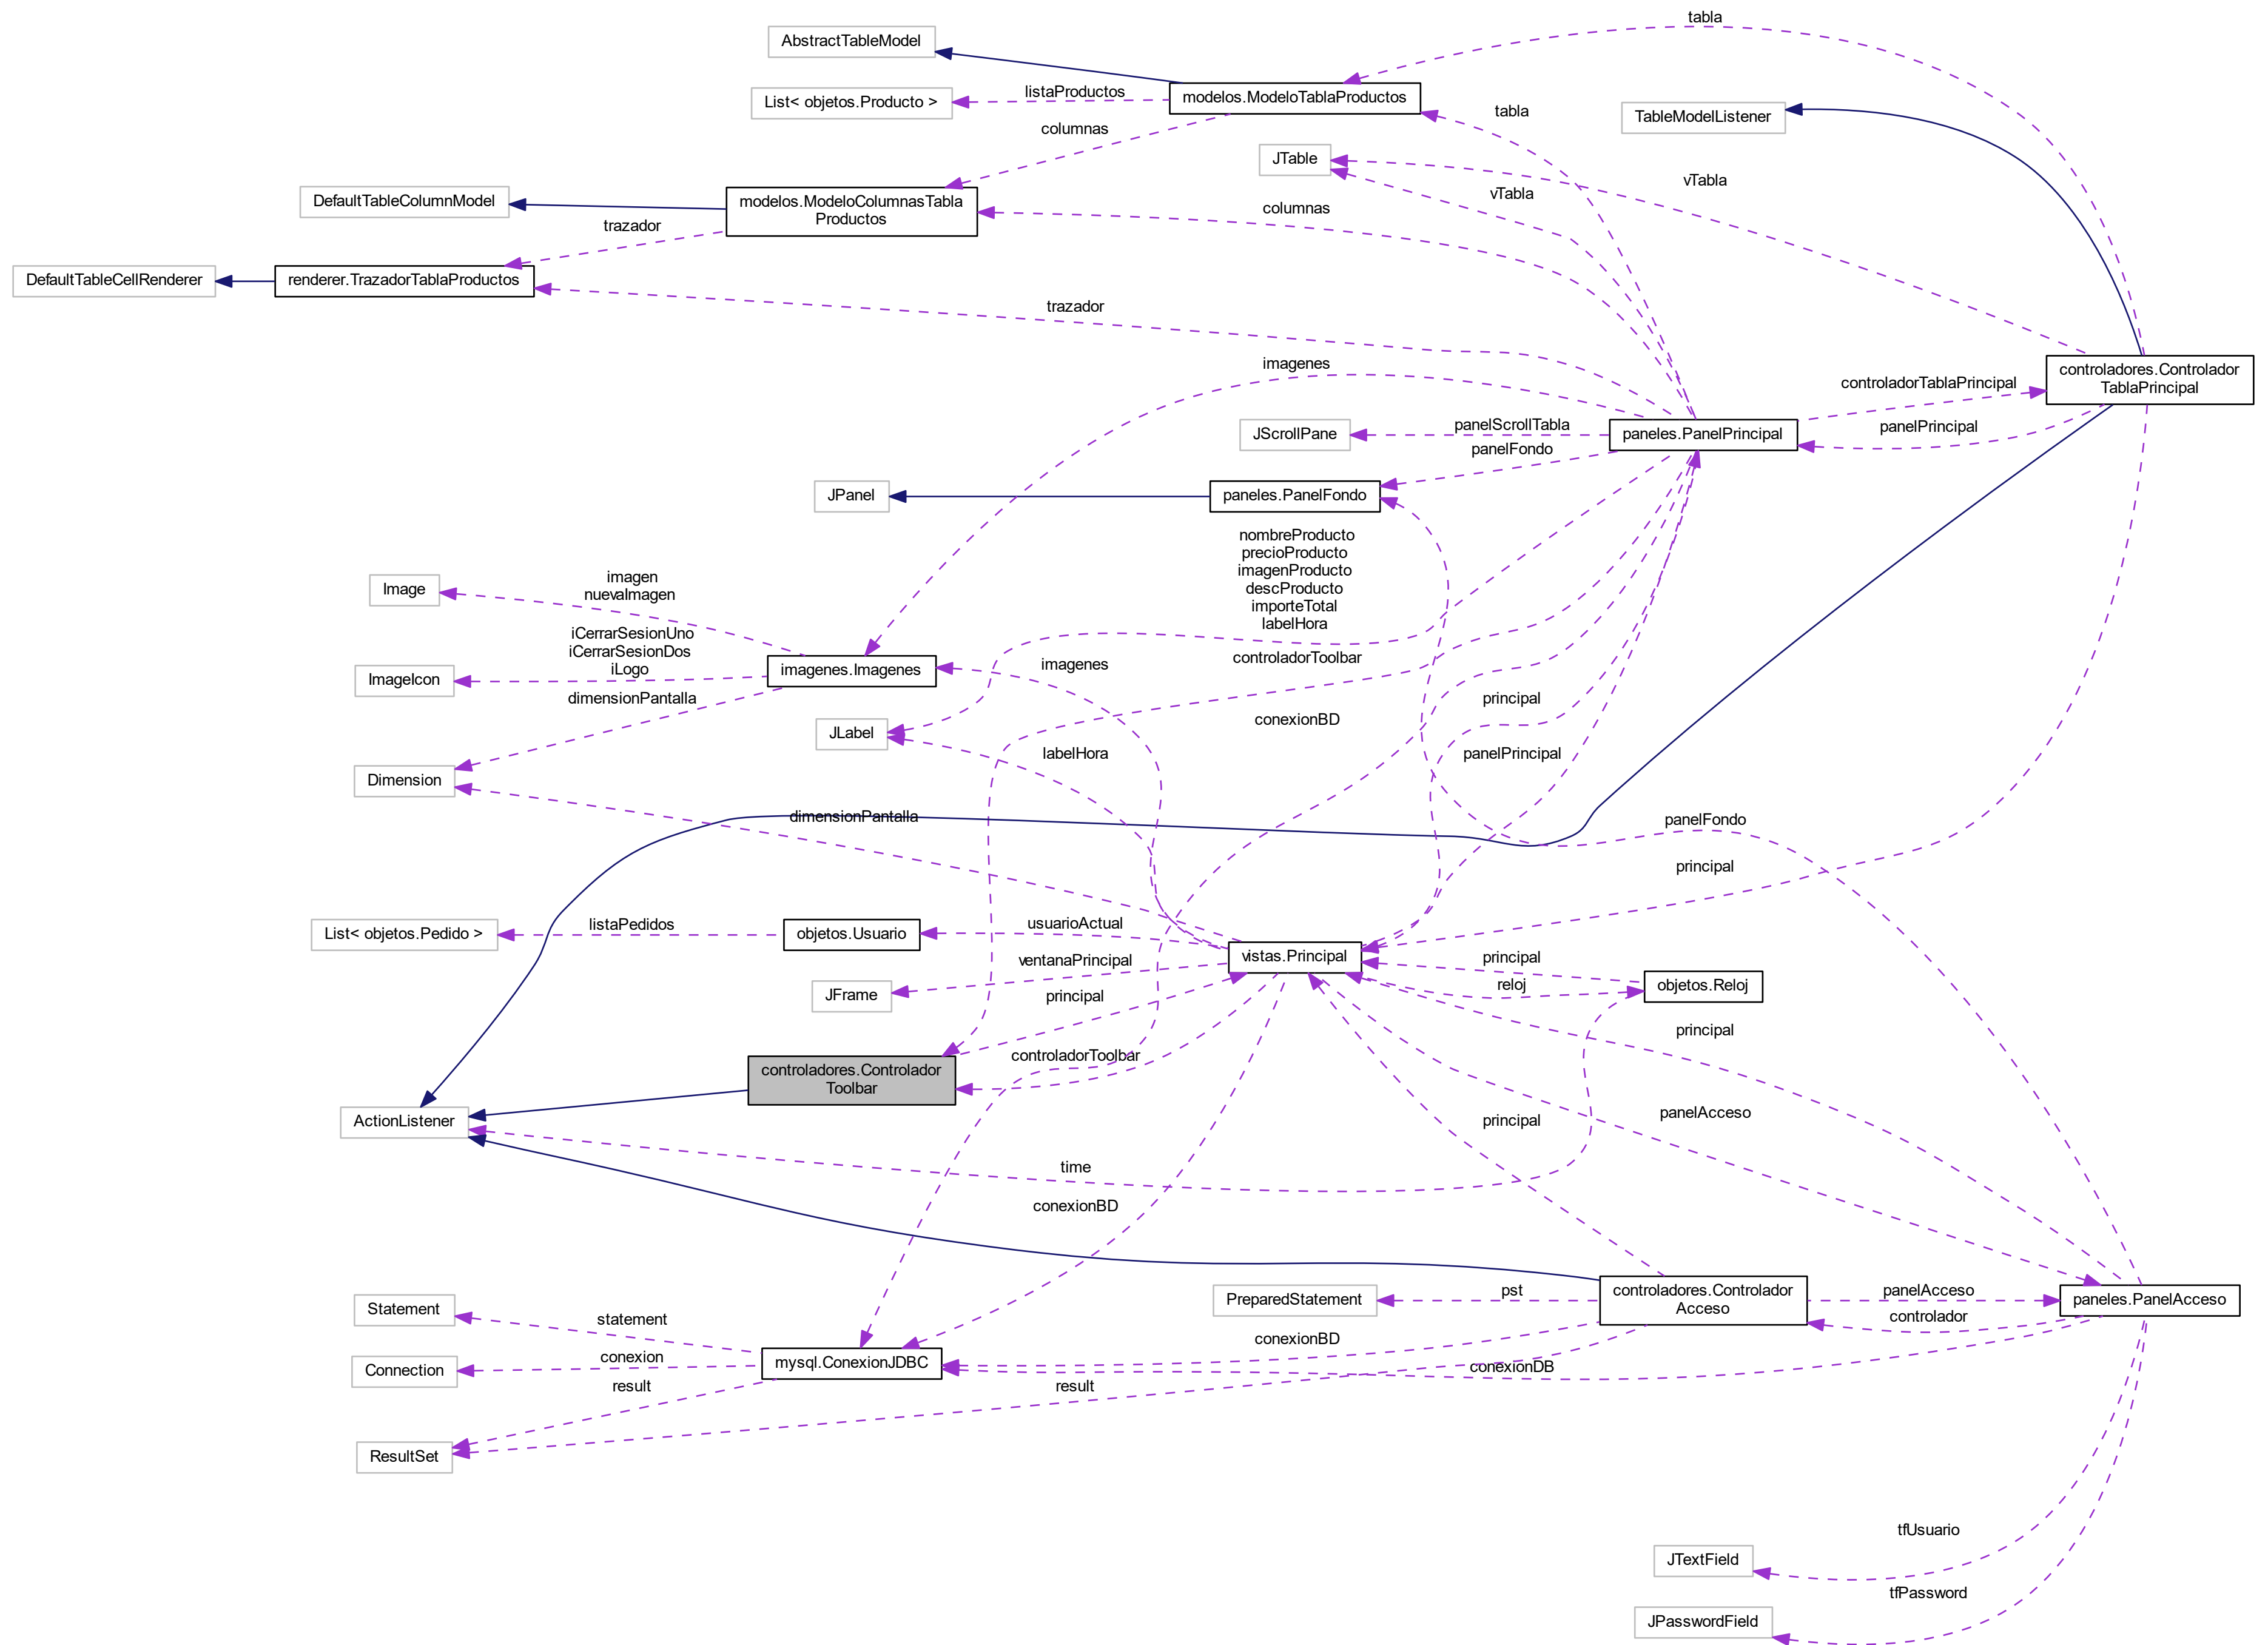 tabla
AbstractTableModel
listaProductos
List< objetos.Producto >
modelos.ModeloTablaProductos
tabla
TableModelListener
columnas
JTable
vTabla
vTabla
DefaultTableColumnModel
modelos.ModeloColumnasTabla
Productos
columnas
trazador
DefaultTableCellRenderer
renderer.TrazadorTablaProductos
trazador
imagenes
controladorTablaPrincipal
controladores.Controlador
TablaPrincipal
JScrollPane
panelScrollTabla
paneles.PanelPrincipal
panelPrincipal
panelFondo
JPanel
paneles.PanelFondo
nombreProducto
precioProducto
imagenProducto
descProducto
importeTotal
labelHora
Image
imagen
nuevaImagen
iCerrarSesionUno
iCerrarSesionDos
iLogo
ImageIcon
imagenes.Imagenes
imagenes
controladorToolbar
dimensionPantalla
principal
JLabel
conexionBD
labelHora
panelPrincipal
Dimension
dimensionPantalla
panelFondo
principal
List< objetos.Pedido >
listaPedidos
objetos.Usuario
usuarioActual
vistas.Principal
ventanaPrincipal
principal
JFrame
principal
reloj
objetos.Reloj
principal
controladores.Controlador
Toolbar
controladorToolbar
ActionListener
principal
panelAcceso
time
conexionBD
Statement
statement
PreparedStatement
pst
controladores.Controlador
Acceso
panelAcceso
controlador
paneles.PanelAcceso
conexionBD
Connection
conexion
mysql.ConexionJDBC
conexionDB
result
result
ResultSet
tfUsuario
JTextField
tfPassword
JPasswordField